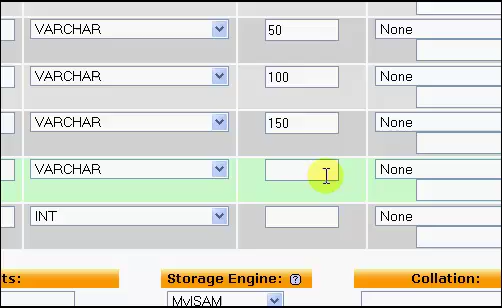 VARCHAR 50 None
VARCHAR 100 None
VARCHAR 150 None
VARCHAR None
INT None
ts: Storage Engine: ? Collation:
MyISAM